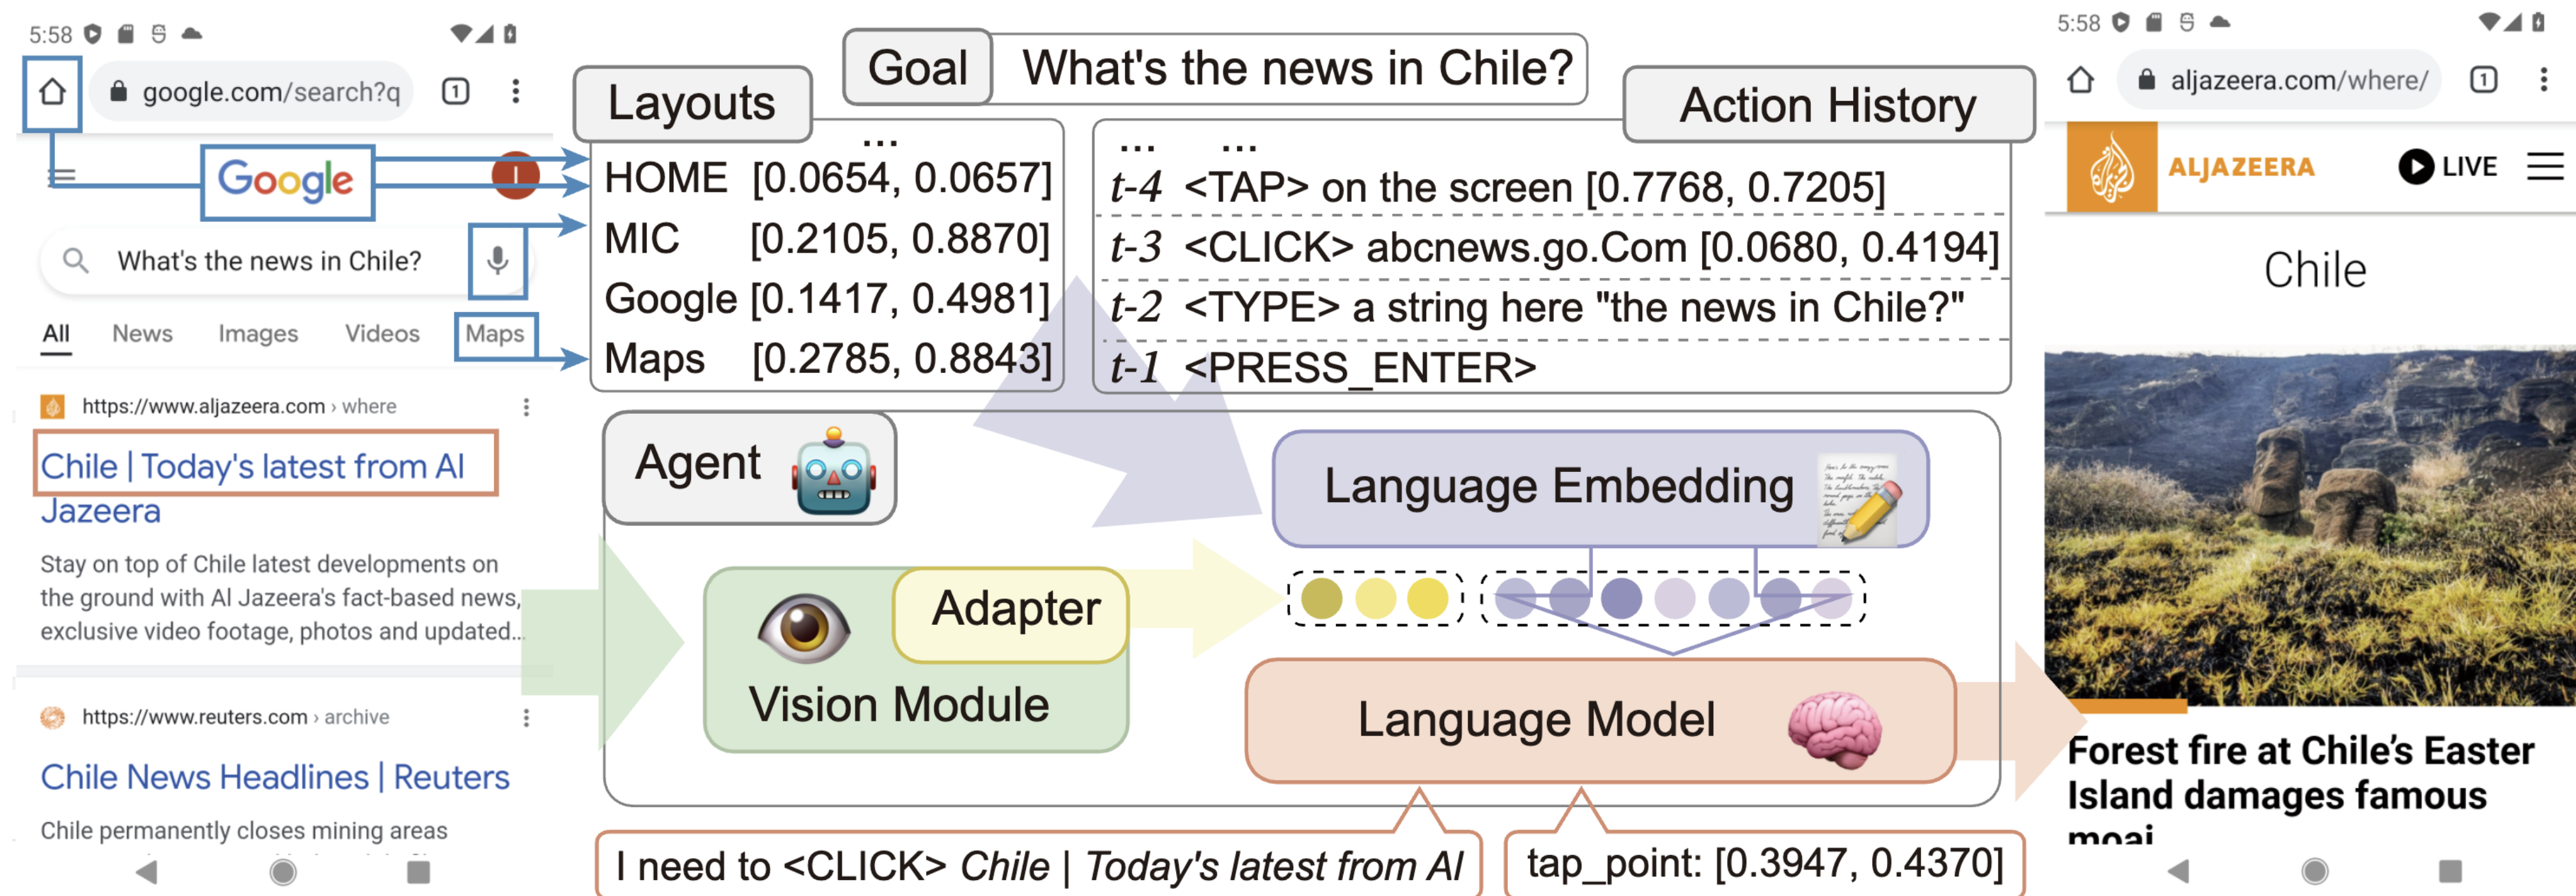 5:58
google.com/search?q
1
Google
I
What's the news in Chile?
All News Images Videos Maps
https://www.aljazeera.com › where
Chile | Today's latest from Al
Jazeera
Stay on top of Chile latest developments on
the ground with Al Jazeera's fact-based news,
exclusive video footage, photos and updated...
https://www.reuters.com › archive
Chile News Headlines | Reuters
Chile permanently closes mining areas
Goal What's the news in Chile?
Layouts
...
HOME [0.0654, 0.0657]
MIC [0.2105, 0.8870]
Google [0.1417, 0.4981]
Maps [0.2785, 0.8843]
Action History
... ...
t-4 <TAP> on the screen [0.7768, 0.7205]
t-3 <CLICK> abcnews.go.Com [0.0680, 0.4194]
t-2 <TYPE> a string here "the news in Chile?"
t-1 <PRESS_ENTER>
Agent
Language Embedding
Adapter
Vision Module
Language Model
I need to <CLICK> Chile | Today's latest from Al
tap_point: [0.3947, 0.4370]
5:58
aljazeera.com/where/
1
ALJAZEERA
LIVE
Chile
Forest fire at Chile’s Easter
Island damages famous
moai